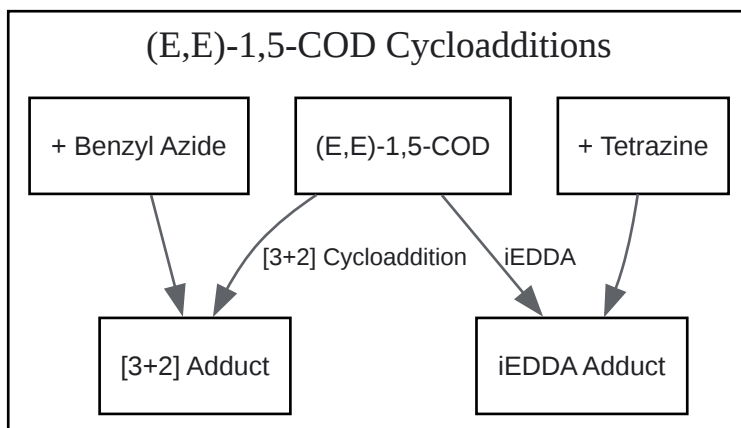 (E,E)-1,5-COD Cycloadditions
+ Benzyl Azide
(E,E)-1,5-COD
+ Tetrazine
[3+2] Cycloaddition
iEDDA
[3+2] Adduct
iEDDA Adduct